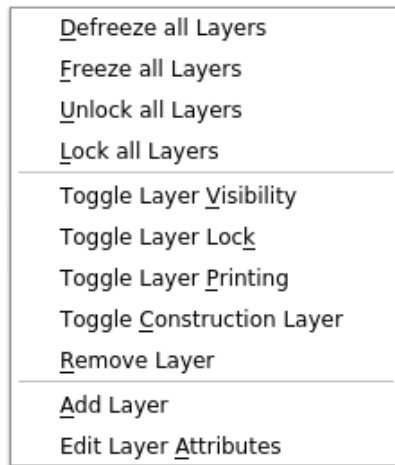 Defreeze all Layers
Freeze all Layers
Unlock all Layers
Lock all Layers
Toggle Layer Visibility
Toggle Layer Lock
Toggle Layer Printing
Toggle Construction Layer
Remove Layer
Add Layer
Edit Layer Attributes